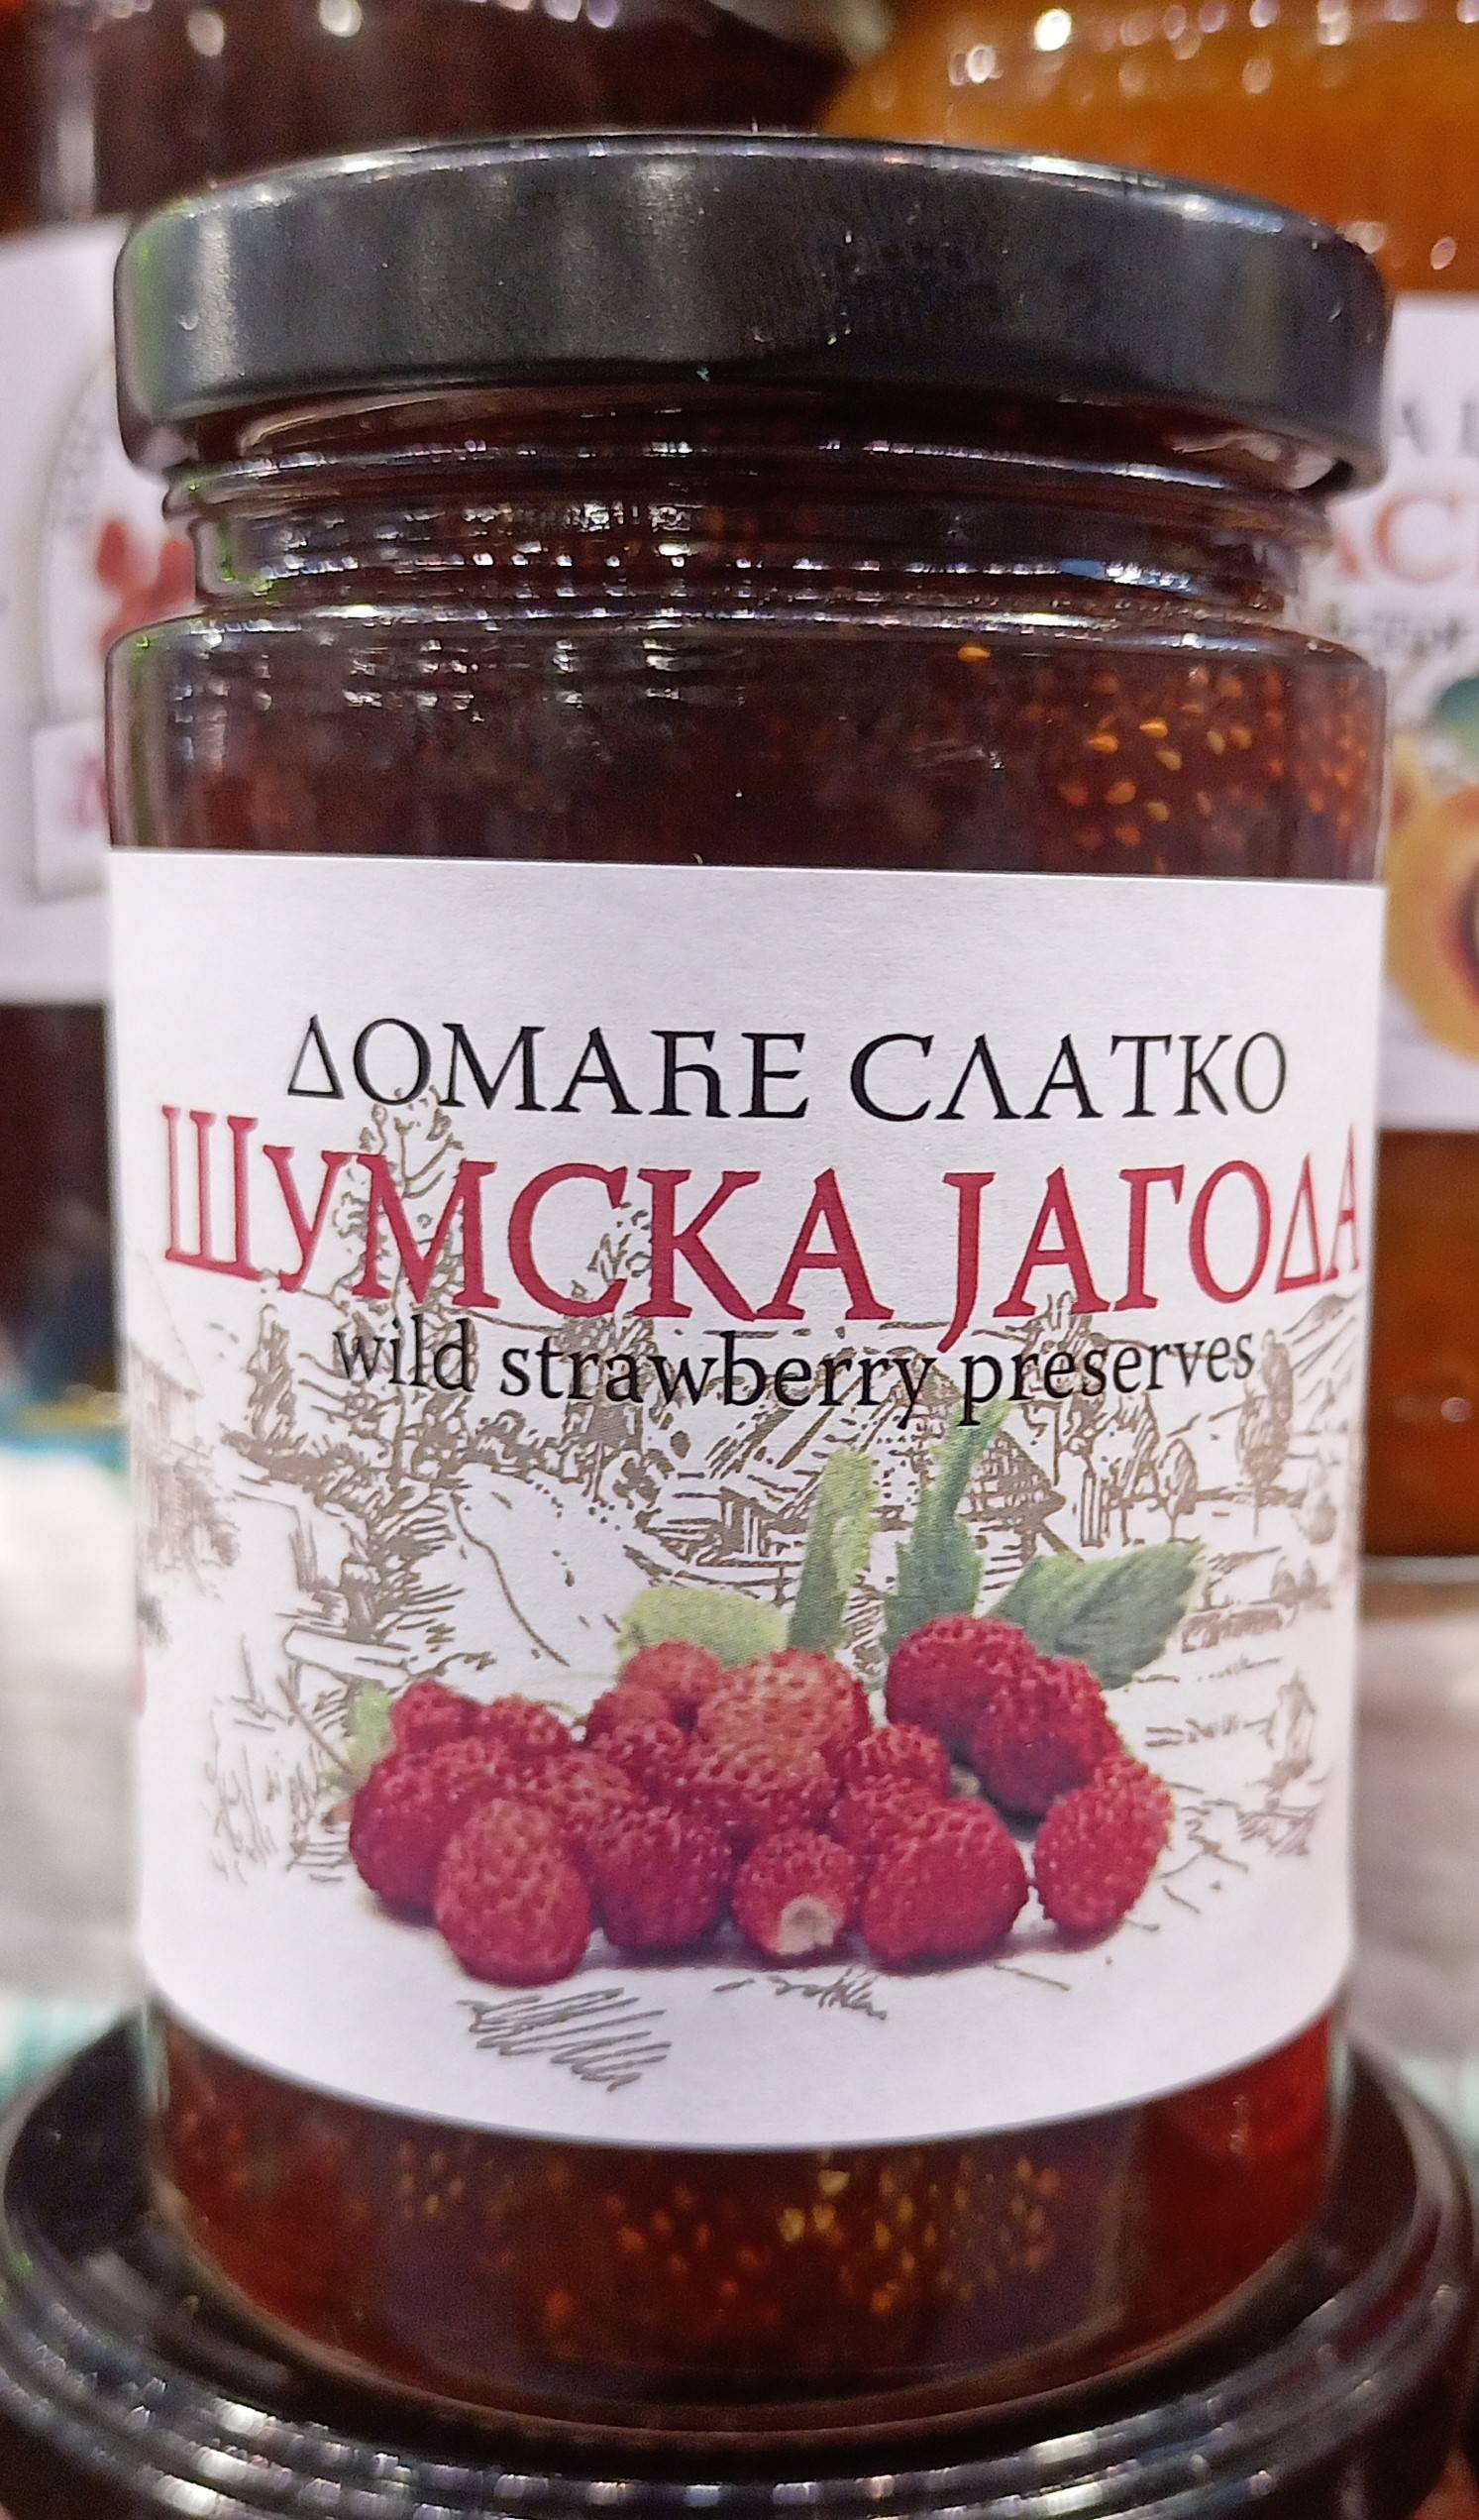 ДОМАЋЕ СЛАТКО
ШУМСКА ЈАГОДА
wild strawberry preserves